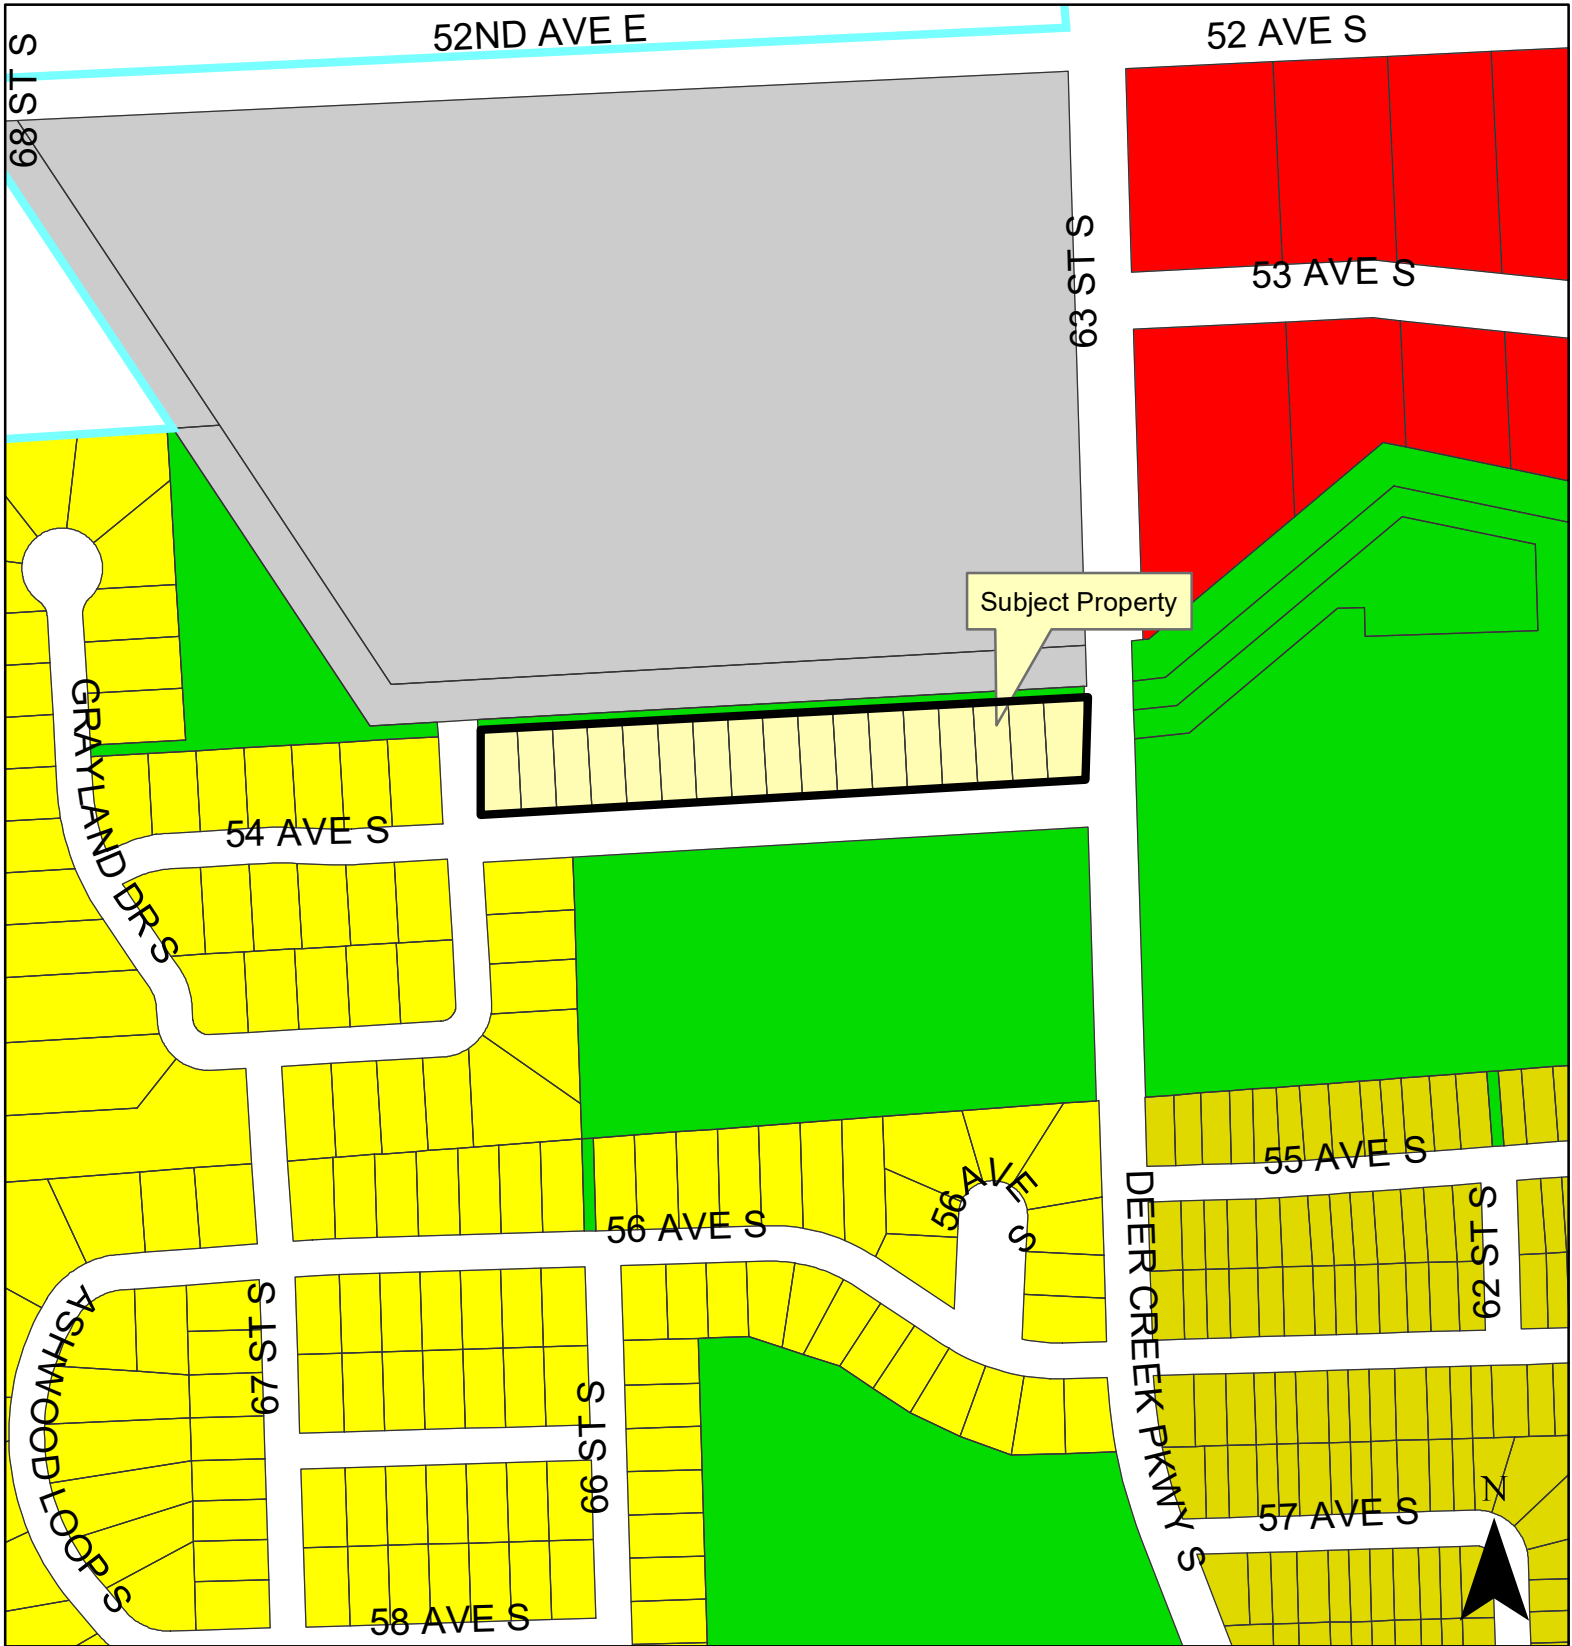 52ND AVE E
52 AVE S
68 ST S
63 ST S
53 AVE S
Subject Property
GRAYLAND DR S
54 AVE S
55 AVE S
56 AVE S
56 AVE S
DEER CREEK PKWY S
62 ST S
67 ST S
ASHWOOD LOOP S
66 ST S
N
57 AVE S
58 AVE S